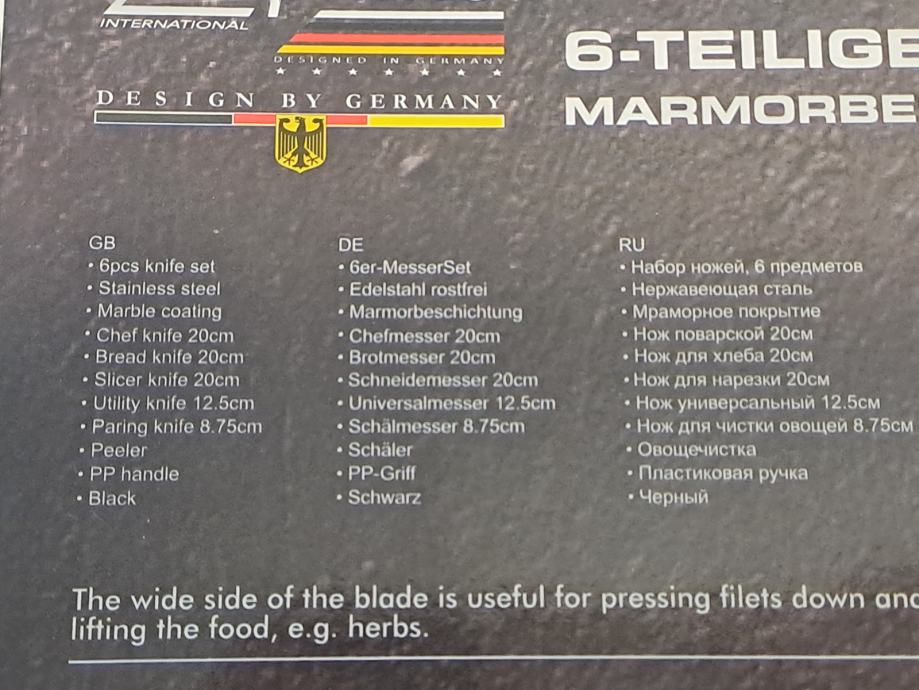 INTERNATIONAL
DESIGNED IN GERMANY
DESIGN BY GERMANY
6-TEILIGE
MARMORBE
GB
• 6pcs knife set
• Stainless steel
• Marble coating
• Chef knife 20cm
• Bread knife 20cm
• Slicer knife 20cm
• Utility knife 12.5cm
• Paring knife 8.75cm
• Peeler
• PP handle
• Black
DE
• 6er-MesserSet
• Edelstahl rostfrei
• Marmorbeschichtung
• Chefmesser 20cm
• Brotmesser 20cm
• Schneidemesser 20cm
• Universalmesser 12.5cm
• Schälmesser 8.75cm
• Schäler
• PP-Griff
• Schwarz
RU
• Набор ножей, 6 предметов
• Нержавеющая сталь
• Мраморное покрытие
• Нож поварской 20см
• Нож для хлеба 20см
• Нож для нарезки 20см
• Нож универсальный 12.5см
• Нож для чистки овощей 8.75см
• Овощечистка
• Пластиковая ручка
• Черный
The wide side of the blade is useful for pressing filets down and
lifting the food, e.g. herbs.